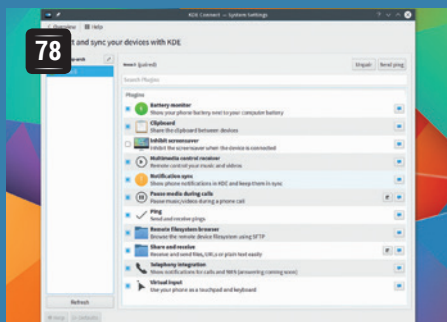 KDE Connect — System Settings
Overview Help
t and sync your devices with KDE
78
(paired)
Unpair Send ping
Search Plugins
Plugins
Battery monitor
Show your phone battery next to your computer battery
Clipboard
Share the clipboard between devices
Inhibit screensaver
Inhibit the screensaver when the device is connected
Multimedia control receiver
Remote control your music and videos
Notification sync
Show phone notifications in KDE and keep them in sync
Pause media during calls
Pause music/videos during a phone call
Ping
Send and receive pings
Remote filesystem browser
Browse the remote device filesystem using SFTP
Share and receive
Receive and send files, URLs or plain text easily
Telephony integration
Show notifications for calls and SMS (answering coming soon)
Virtual input
Use your phone as a touchpad and keyboard
Refresh
Help Defaults